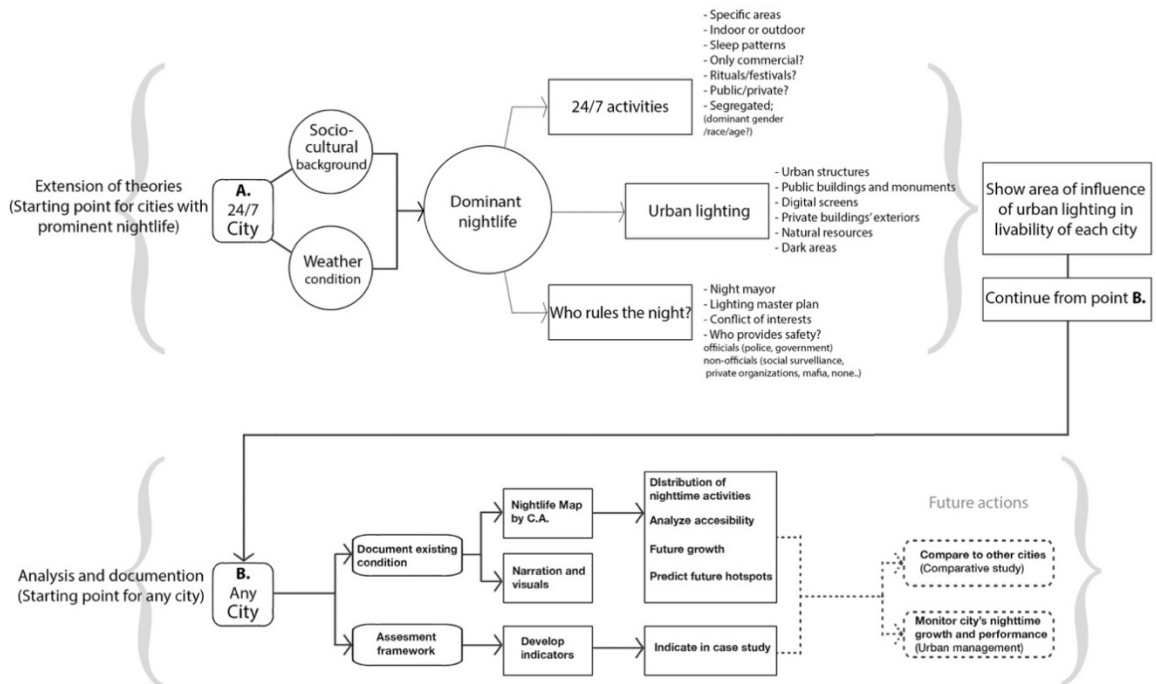 Extension of theories
(Starting point for cities with
prominent nightlife)
A.
24/7
City
Socio-
cultural
background
Weather
condition
Dominant
nightlife
24/7 activities
- Specific areas
- Indoor or outdoor
- Sleep patterns
- Only commercial?
- Rituals/festivals?
- Public/private?
- Segregated;
(dominant gender
/race/age?)
Urban lighting
- Urban structures
- Public buildings and monuments
- Digital screens
- Private buildings' exteriors
- Natural resources
- Dark areas
Who rules the night?
- Night mayor
- Lighting master plan
- Conflict of interests
- Who provides safety?
offiicials (police, government)
non-officials (social survelliance,
private organizations, mafia, none..)
Show area of influence
of urban lighting in
livability of each city
Continue from point B.
Analysis and documention
(Starting point for any city)
B.
Any
City
Document existing
condition
Assesment
framework
Nightlife Map
by C.A.
Narration and
visuals
Develop
indicators
DIstribution of
nighttime activities
Analyze accesibility
Future growth
Predict future hotspots
Indicate in case study
Future actions
Compare to other cities
(Comparative study)
Monitor city's nighttime
growth and performance
(Urban management)